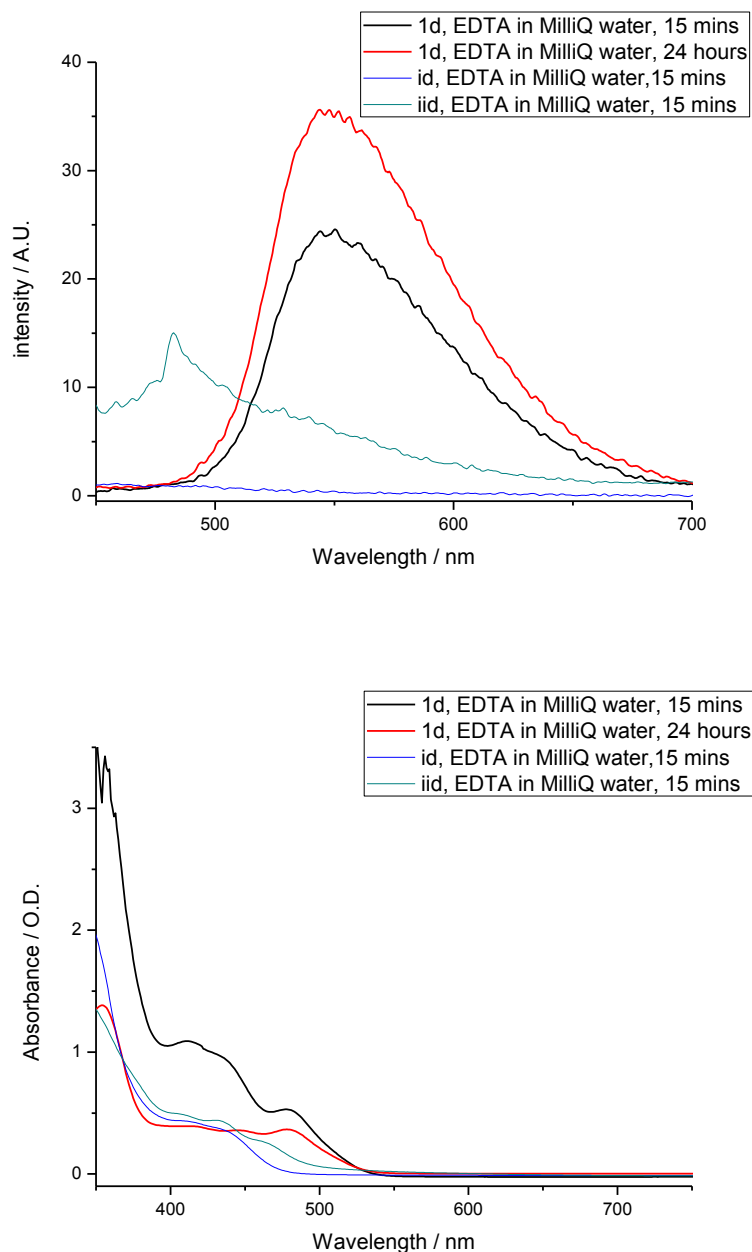 1d, EDTA in MilliQ water, 15 mins
1d, EDTA in MilliQ water, 24 hours
id, EDTA in MilliQ water,15 mins
iid, EDTA in MilliQ water, 15 mins
40
30
20
10
0
intensity / A.U.
500
600
700
Wavelength / nm
1d, EDTA in MilliQ water, 15 mins
1d, EDTA in MilliQ water, 24 hours
id, EDTA in MilliQ water,15 mins
iid, EDTA in MilliQ water, 15 mins
3
2
1
0
Absorbance / O.D.
400
500
600
700
Wavelength / nm